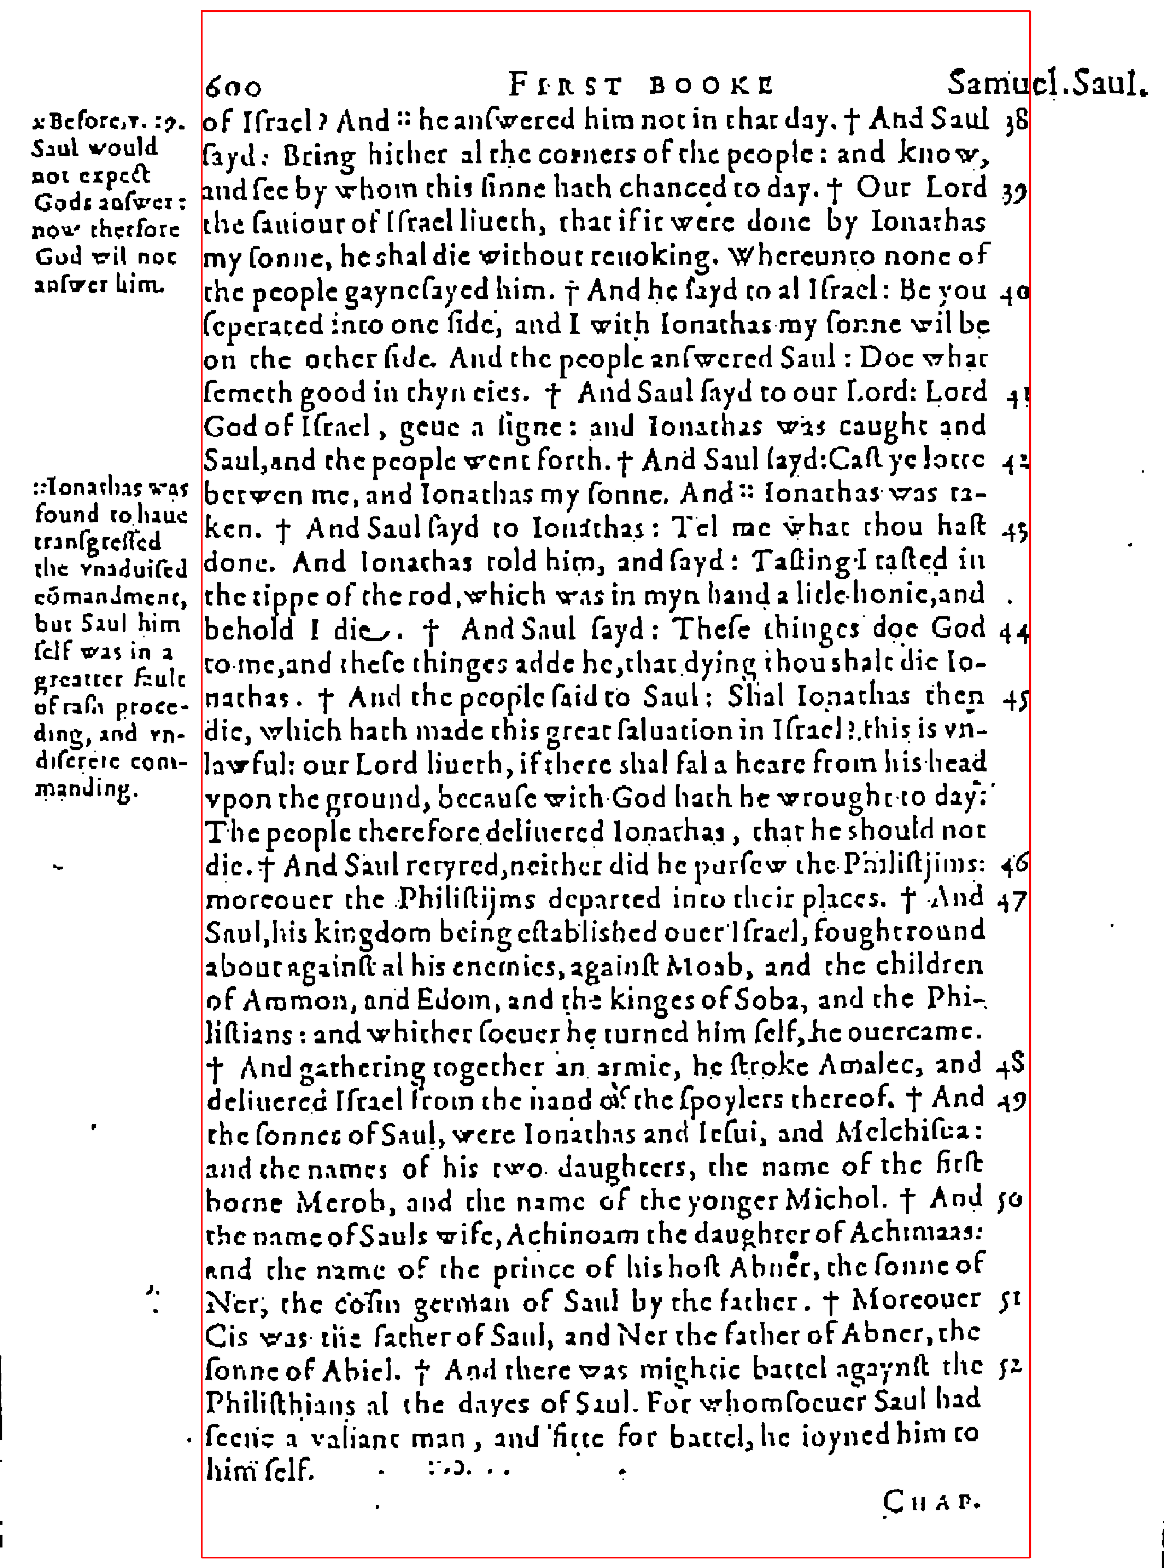 600 FIRST BOOKE Samuel. Saul.
of Iſrael? And :: he anſwered him not in that day. † And Saul 38
ſayd: Bring hither al the corners of the people: and know,
and ſee by whom this ſinne hath chanced to day. † Our Lord 39
the ſauiour of Iſrael liueth, that if it were done by Ionathas
my ſonne, he shal die without reuoking. Whereunto none of
the people gayneſayed him. † And he ſayd to al Iſrael: Be you 40
ſeperated into one ſide, and I with Ionathas my ſonne wil be
on the other ſide. And the people anſwered Saul: Doe what
ſemeth good in thyn eies. † And Saul ſayd to our Lord: Lord 41
God of Iſrael, geue a ſigne: and Ionathas was caught and
Saul, and the people went forth. † And Saul ſayd: Caſt ye lotte 42
betwen me, and Ionathas my ſonne. And :: Ionathas was ta-
ken. † And Saul ſayd to Ionathas: Tel me what thou haſt 43
done. And Ionathas told him, and ſayd: Taſting I taſted in
the tippe of the rod, which was in myn hand a litle honie, and
behold I die. † And Saul ſayd: Theſe thinges doe God 44
to me, and theſe thinges adde he, that dying thou shalt die Io-
nathas. † And the people ſaid to Saul: Shal Ionathas then 45
die, which hath made this great ſaluation in Iſrael? this is vn-
lawful: our Lord liueth, if there shal fal a heare from his head
vpon the ground, becauſe with God hath he wrought to day.
The people therefore deliuered Ionathas, that he should not
die. † And Saul retyred, neither did he purſew the Philiſtjims: 46
moreouer the Philiſtijms departed into their places. † And 47
Saul, his kingdom being eſtablished ouer Iſrael, fought round
about againſt al his enemies, againſt Moab, and the children
of Ammon, and Edom, and the kinges of Soba, and the Phi-
liſtians: and whither ſoeuer he turned him ſelf, he ouercame.
† And gathering together an armie, he ſtroke Amalec, and 48
deliuered Iſrael from the hand of the ſpoylers thereof. † And 49
the ſonnes of Saul, were Ionathas and Ieſui, and Melchiſua:
and the names of his two daughters, the name of the firſt
borne Merob, and the name of the yonger Michol. † And 50
the name of Sauls wife, Achinoam the daughter of Achimaas:
and the name of the prince of his hoſt Abner, the ſonne of
Ner, the coſin german of Saul by the father. † Moreouer 51
Cis was the father of Saul, and Ner the father of Abner, the
ſonne of Abiel. † And there was mightie battel agaynſt the 52
Philiſthians al the dayes of Saul. For whomſoeuer Saul had
ſeene a valiant man, and fitte for battel, he ioyned him to
him ſelf.
CHAP.
:: Before, v. 19.
Saul would
not expect
Gods anſwer:
now therfore
God wil not
anſwer him.
:: Ionathas was
found to haue
tranſgreſſed
the vnaduiſed
cõmandment,
but Saul him
ſelf was in a
greatter fault
of raſh proce-
ding, and vn-
diſcrete com-
manding.